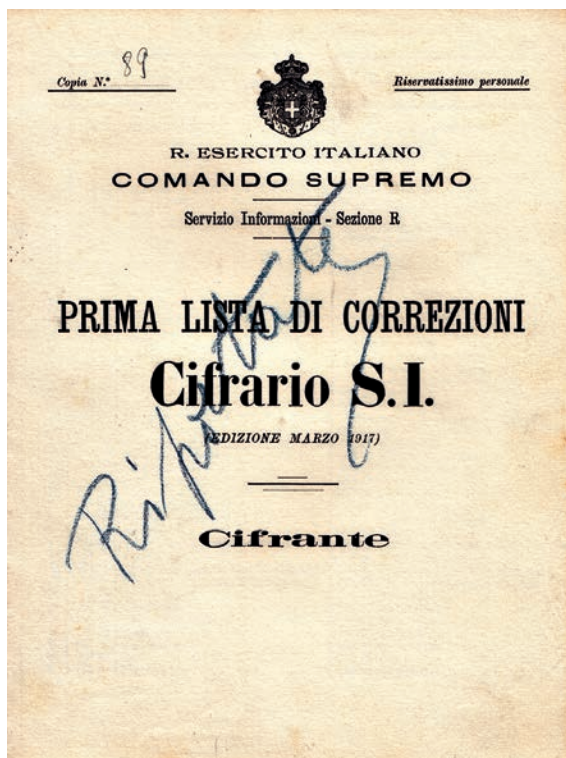 Copia N.° 89
Riservatissimo personale
R. ESERCITO ITALIANO
COMANDO SUPREMO
Servizio Informazioni - Sezione R
PRIMA LISTA DI CORREZIONI
Cifrario S.I.
(EDIZIONE MARZO 1917)
Cifrante
Riportate